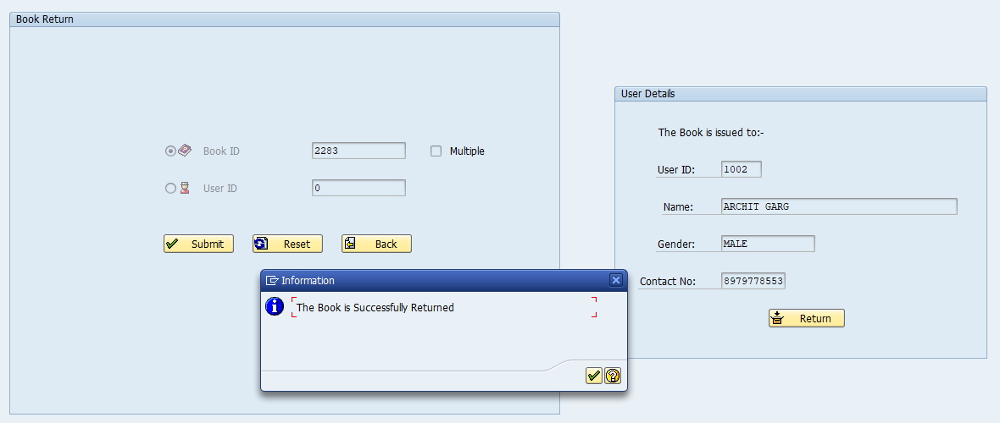 Book Return
Book ID
2283
Multiple
User ID
0
Submit
Reset
Back
User Details
The Book is issued to:-
User ID:
1002
Name:
ARCHIT GARG
Gender:
MALE
Contact No:
8979778553
Return
Information
The Book is Successfully Returned